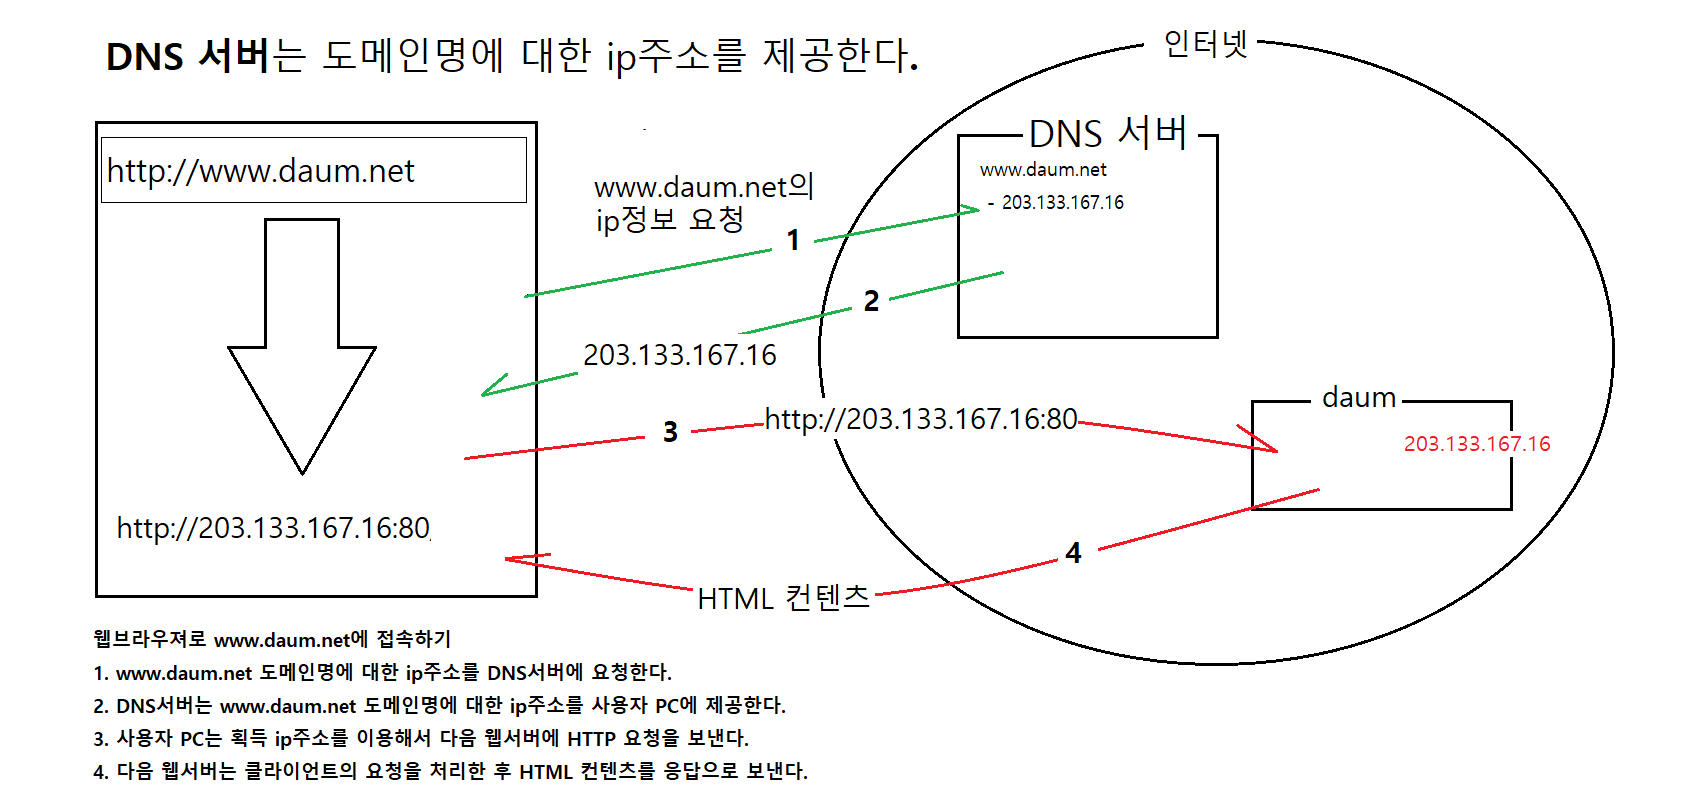 DNS 서버는 도메인명에 대한 ip주소를 제공한다.
인터넷
http://www.daum.net
www.daum.net의
ip정보 요청
1
DNS 서버
www.daum.net
- 203.133.167.16
2
203.133.167.16
3
http://203.133.167.16:80
daum
203.133.167.16
http://203.133.167.16:80/
4
HTML 컨텐츠
웹브라우져로 www.daum.net에 접속하기
1. www.daum.net 도메인명에 대한 ip주소를 DNS서버에 요청한다.
2. DNS서버는 www.daum.net 도메인명에 대한 ip주소를 사용자 PC에 제공한다.
3. 사용자 PC는 획득 ip주소를 이용해서 다음 웹서버에 HTTP 요청을 보낸다.
4. 다음 웹서버는 클라이언트의 요청을 처리한 후 HTML 컨텐츠를 응답으로 보낸다.